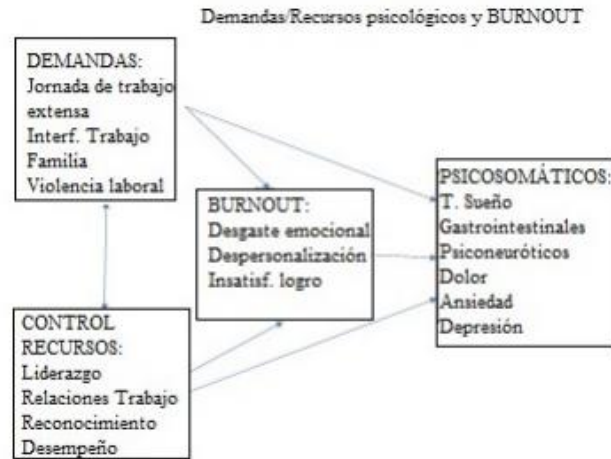 Demandas/Recursos psicológicos y BURNOUT
DEMANDAS:
Jornada de trabajo
extensa
Interf. Trabajo
Familia
Violencia laboral
BURNOUT:
Desgaste emocional
Despersonalización
Insatisf. logro
PSICOSOMÁTICOS:
T. Sueño
Gastrointestinales
Psiconeuróticos
Dolor
Ansiedad
Depresión
CONTROL
RECURSOS:
Liderazgo
Relaciones Trabajo
Reconocimiento
Desempeño